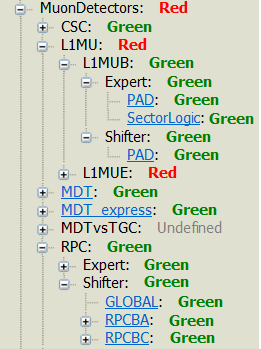 MuonDetectors: Red
CSC: Green
L1MU: Red
L1MUB: Green
Expert: Green
PAD: Green
SectorLogic: Green
Shifter: Green
PAD: Green
L1MUE: Red
MDT: Green
MDT_express: Green
MDTvsTGC: Undefined
RPC: Green
Expert: Green
Shifter: Green
GLOBAL: Green
RPCBA: Green
RPCBC: Green